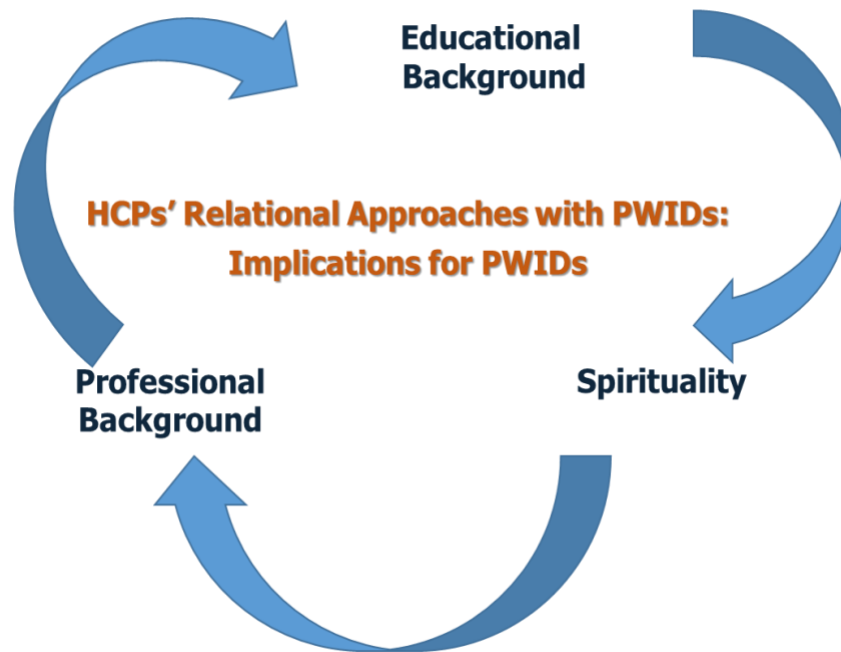 Educational
Background
HCPs’ Relational Approaches with PWIDs:
Implications for PWIDs
Professional
Background
Spirituality